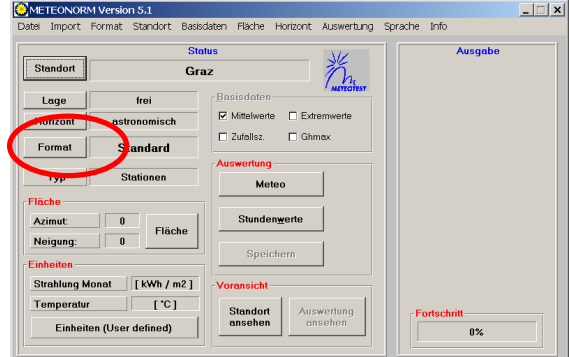 METEONORM Version 5.1
Datei Import Format Standort Basisdaten Fläche Horizont Auswertung Sprache Info
Status
Standort
Graz
METEOTEST
Lage
frei
Horizont
astronomisch
Format
Standard
Typ
Stationen
Basisdaten
Mittelwerte
Extremwerte
Zufallsz.
Ghmax
Fläche
Azimut:
0
Neigung:
0
Fläche
Auswertung
Meteo
Stundenwerte
Speichern
Einheiten
Strahlung Monat
[ kWh / m2 ]
Temperatur
[ °C ]
Einheiten (User defined)
Voransicht
Standort
ansehen
Auswertung
ansehen
Ausgabe
Fortschritt
0%